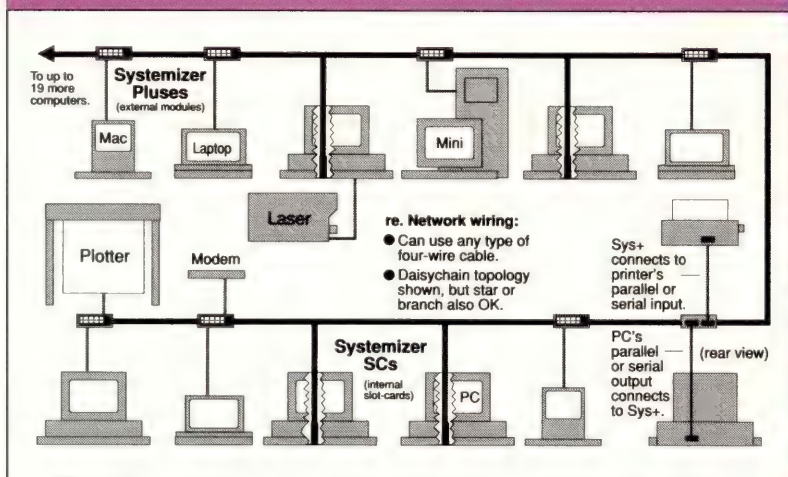 To up to
19 more
computers.
Systemizer
Pluses
(external modules)
Mac
Laptop
Mini
Laser
Plotter
Modem
re. Network wiring:
● Can use any type of
four-wire cable.
● Daisychain topology
shown, but star or
branch also OK.
Sys+
connects to
printer's
parallel or
serial input.
Systemizer
SCs
(internal
slot-cards)
PC
PC's
parallel
or serial
output
connects
to Sys+.
(rear view)